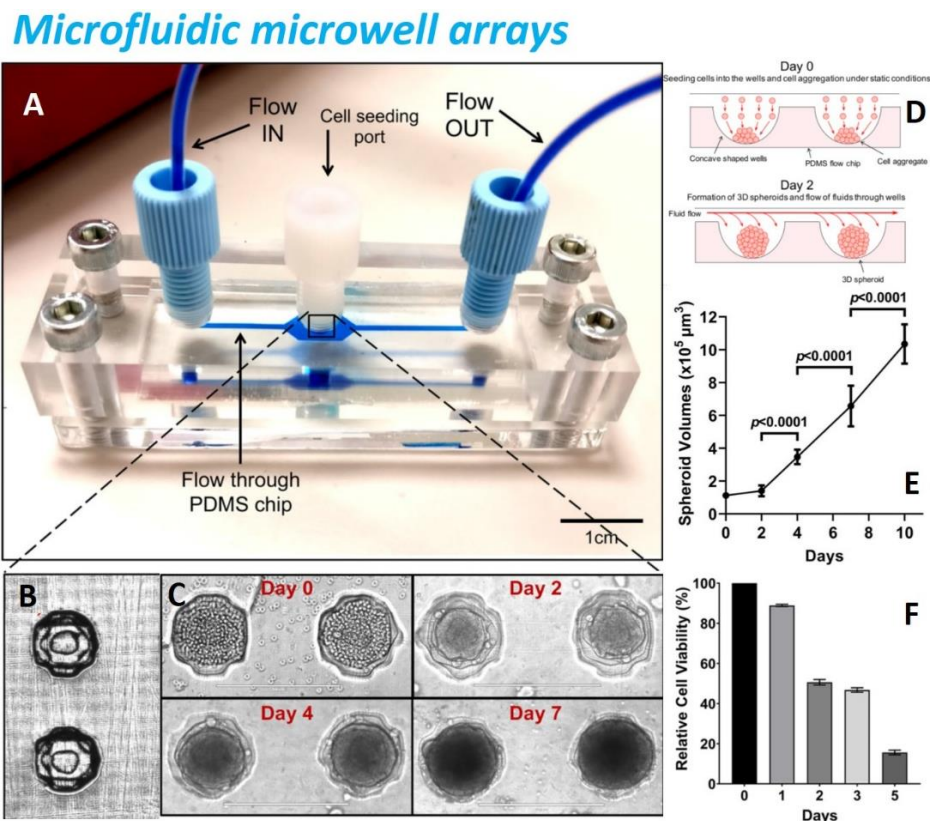 Microfluidic microwell arrays
A
Flow
IN
Cell seeding
port
Flow
OUT
Flow through
PDMS chip
1cm
B
C
Day 0
Day 2
Day 4
Day 7
Day 0
Seeding cells into the wells and cell aggregation under static conditions
D
Concave shaped wells
PDMS flow chip
Cell aggregate
Day 2
Formation of 3D spheroids and flow of fluids through wells
Fluid flow
3D spheroid
p<0.0001
p<0.0001
p<0.0001
Spheroid Volumes (x10⁵ µm³)
12
10
8
6
4
2
0
E
0 2 4 6 8 10
Days
Relative Cell Viability (%)
100
80
60
40
20
0
F
0 1 2 3 5
Days